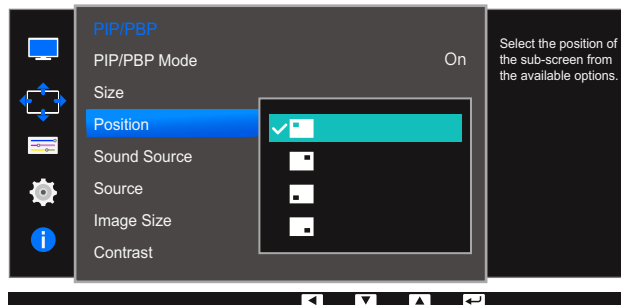 PIP/PBP
PIP/PBP Mode On
Size
Position
Sound Source
Source
Image Size
Contrast
Select the position of
the sub-screen from
the available options.